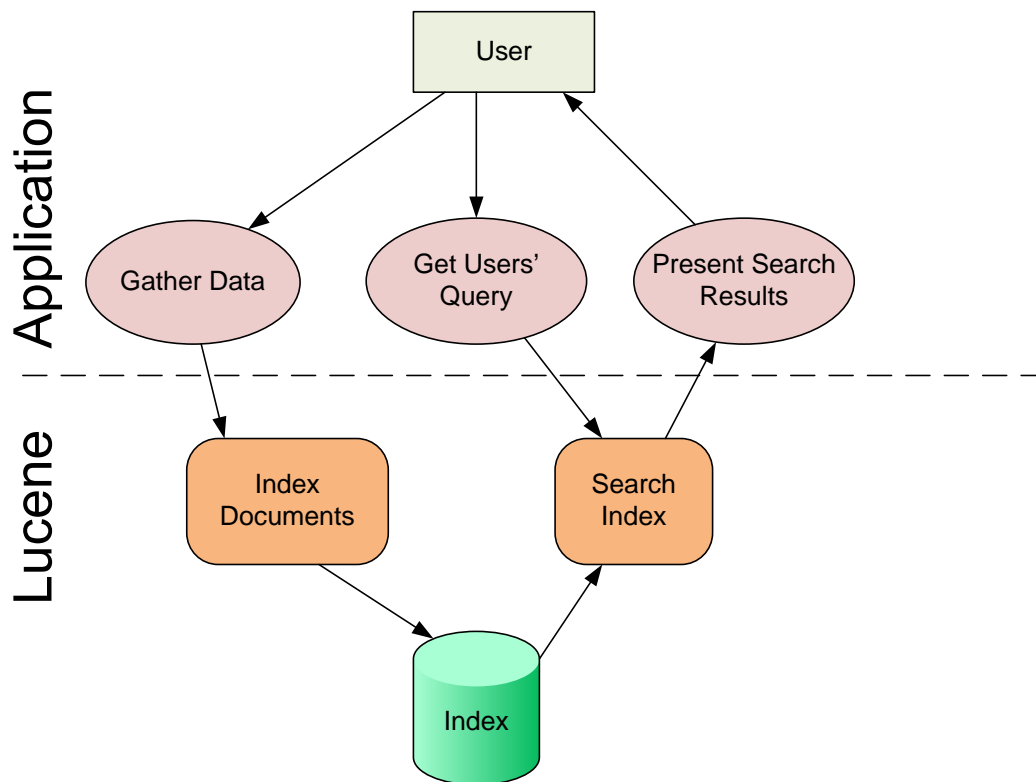 User
Application
Gather Data
Get Users’
Query
Present Search
Results
Lucene
Index
Documents
Search
Index
Index